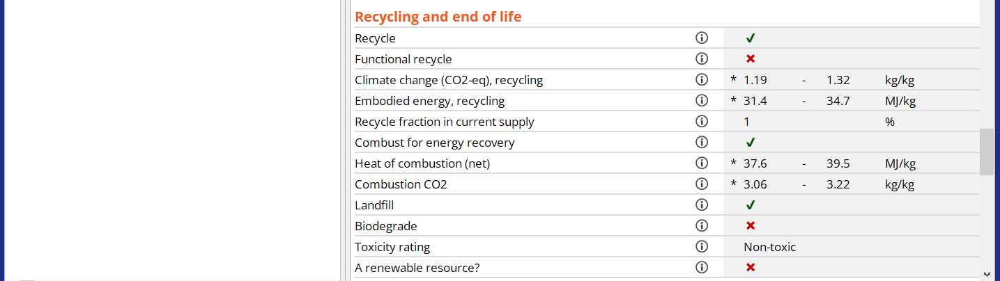 Recycling and end of life
Recycle ✓
Functional recycle ✗
Climate change (CO2-eq), recycling * 1.19 - 1.32 kg/kg
Embodied energy, recycling * 31.4 - 34.7 MJ/kg
Recycle fraction in current supply 1 %
Combust for energy recovery ✓
Heat of combustion (net) * 37.6 - 39.5 MJ/kg
Combustion CO2 * 3.06 - 3.22 kg/kg
Landfill ✓
Biodegrade ✗
Toxicity rating Non-toxic
A renewable resource? ✗